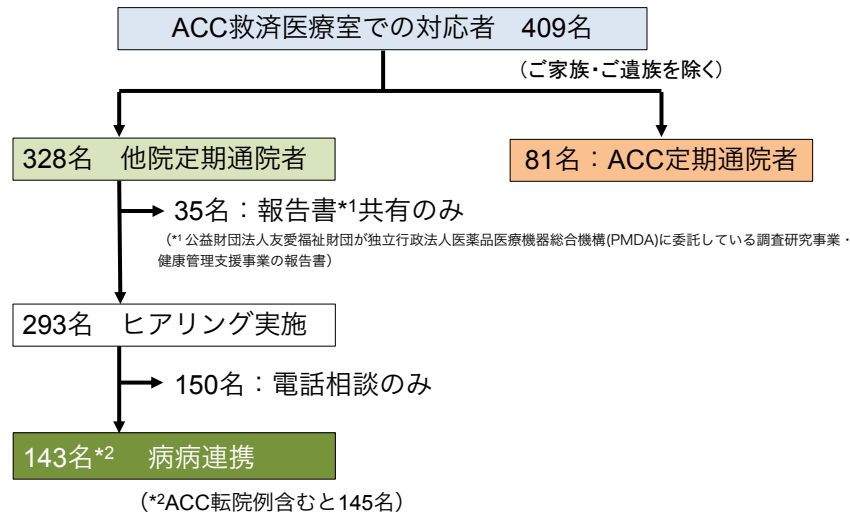 ACC救済医療室での対応者　409名
（ご家族・ご遺族を除く）
328名　他院定期通院者
81名：ACC定期通院者
35名：報告書*1共有のみ
（*1 公益財団法人友愛福祉財団が独立行政法人医薬品医療機器総合機構(PMDA)に委託している調査研究事業・
健康管理支援事業の報告書）
293名　ヒアリング実施
150名：電話相談のみ
143名*2　病病連携
（*2ACC転院例含むと145名）